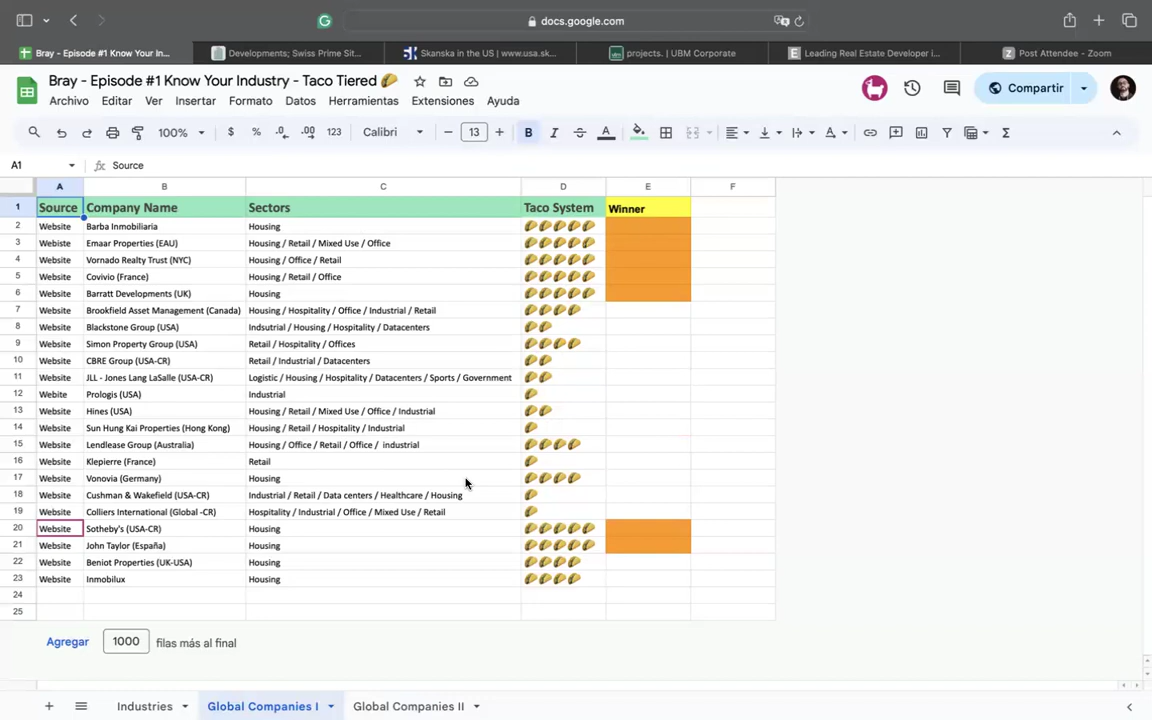 docs.google.com
Bray - Episode #1 Know Your In...
Developments; Swiss Prime Sit...
Skanska in the US | www.usa.sk...
projects. | UBM Corporate
Leading Real Estate Developer i...
Post Attendee - Zoom
Bray - Episode #1 Know Your Industry - Taco Tiered 🌮
Compartir
Archivo Editar Ver Insertar Formato Datos Herramientas Extensiones Ayuda
100% $ % .0 .00 123 Calibri - 13 + B I S A
A1 fx Source
A B C D E F
1 Source Company Name Sectors Taco System Winner
2 Website Barba Inmobiliaria Housing 🌮🌮🌮🌮🌮
3 Webiste Emaar Properties (EAU) Housing / Retail / Mixed Use / Office 🌮🌮🌮🌮🌮
4 Website Vornado Realty Trust (NYC) Housing / Office / Retail 🌮🌮🌮🌮🌮
5 Website Covivio (France) Housing / Retail / Office 🌮🌮🌮🌮🌮
6 Website Barratt Developments (UK) Housing 🌮🌮🌮🌮🌮
7 Website Brookfield Asset Management (Canada) Housing / Hospitality / Office / Industrial / Retail 🌮🌮🌮🌮
8 Website Blackstone Group (USA) Indsutrial / Housing / Hospitality / Datacenters 🌮🌮
9 Website Simon Property Group (USA) Retail / Hospitality / Offices 🌮🌮🌮🌮
10 Website CBRE Group (USA-CR) Retail / Industrial / Datacenters 🌮🌮
11 Website JLL - Jones Lang LaSalle (USA-CR) Logistic / Housing / Hospitality / Datacenters / Sports / Government 🌮🌮
12 Webite Prologis (USA) Industrial 🌮
13 Website Hines (USA) Housing / Retail / Mixed Use / Office / Industrial 🌮🌮
14 Website Sun Hung Kai Properties (Hong Kong) Housing / Retail / Hospitality / Industrial 🌮
15 Website Lendlease Group (Australia) Housing / Office / Retail / Office / industrial 🌮🌮🌮🌮
16 Website Klepierre (France) Retail 🌮
17 Website Vonovia (Germany) Housing 🌮🌮🌮🌮
18 Website Cushman & Wakefield (USA-CR) Industrial / Retail / Data centers / Healthcare / Housing 🌮
19 Website Colliers International (Global -CR) Hospitality / Industrial / Office / Mixed Use / Retail 🌮
20 Website Sotheby's (USA-CR) Housing 🌮🌮🌮🌮🌮
21 Website John Taylor (España) Housing 🌮🌮🌮🌮🌮
22 Website Beniot Properties (UK-USA) Housing 🌮🌮🌮🌮
23 Website Inmobilux Housing 🌮🌮🌮🌮
24
25
Agregar 1000 filas más al final
Industries Global Companies I Global Companies II